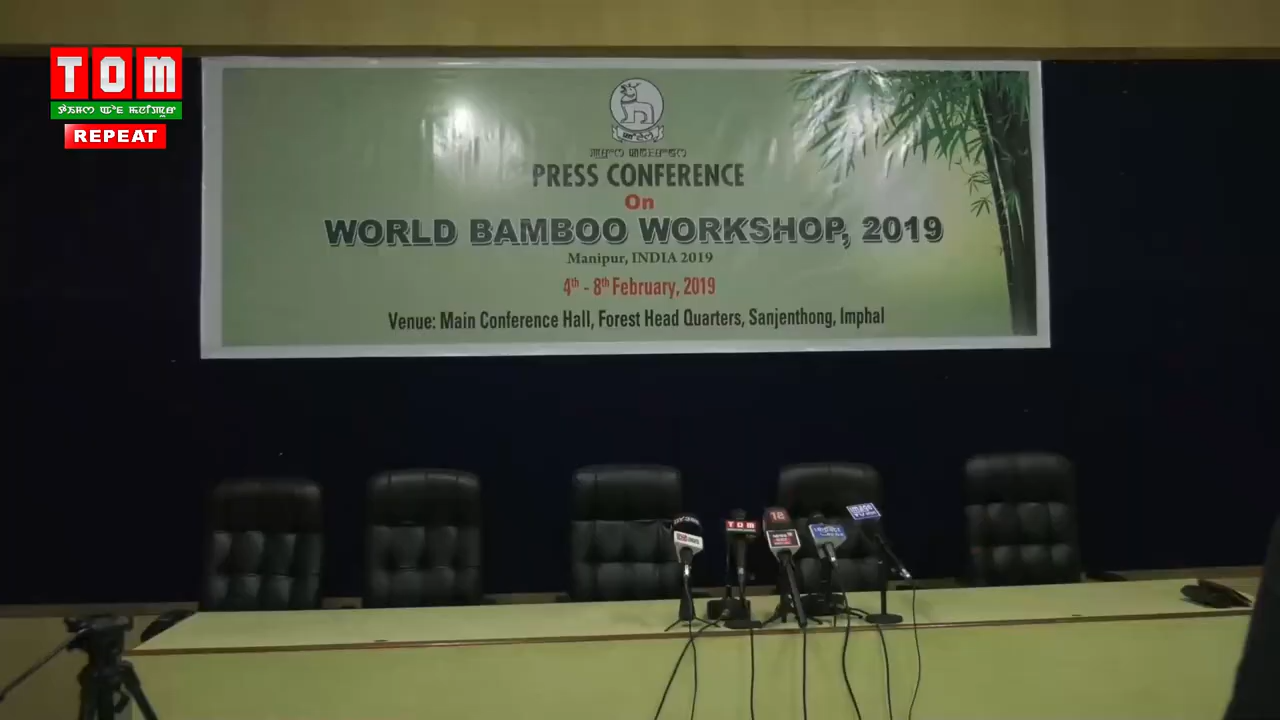 TOM
REPEAT
PRESS CONFERENCE
On
WORLD BAMBOO WORKSHOP, 2019
Manipur, INDIA 2019
4th - 8th February, 2019
Venue: Main Conference Hall, Forest Head Quarters, Sanjenthong, Imphal
TOM
18